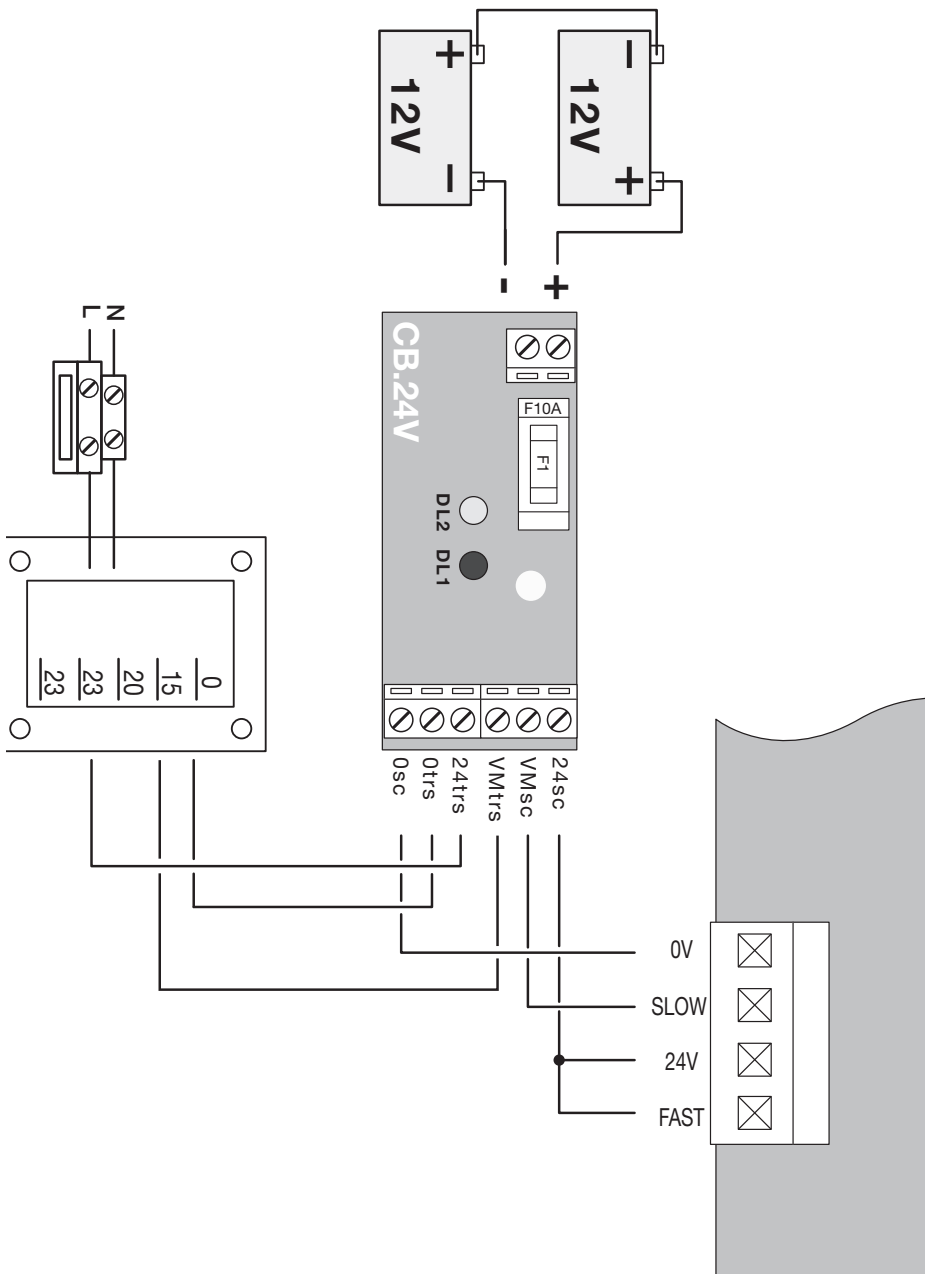 +
12V
-
-
12V
+
- +
L N
CB.24V
F10A
F1
DL2
DL1
23
23
20
15
0
0sc
0trs
24trs
VMtrs
VMsc
24sc
0V
SLOW
24V
FAST